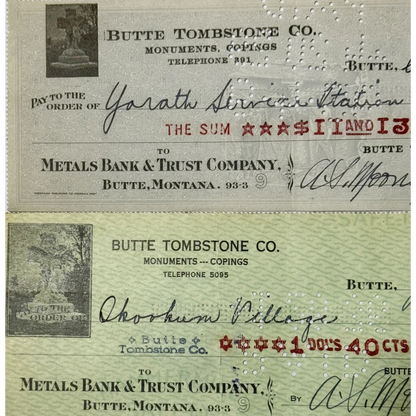 BUTTE TOMBSTONE CO.
MONUMENTS, COPINGS
TELEPHONE 391
BUTTE,
PAY TO THE
ORDER OF Yorath Service Station
THE SUM ★★★$11 AND 13
TO BUTTE
METALS BANK & TRUST COMPANY.
BUTTE, MONTANA. 93-3 9
BUTTE TOMBSTONE CO.
MONUMENTS --- COPINGS
TELEPHONE 5095
BUTTE,
PAY TO THE
ORDER OF Skookum Village
Butte
Tombstone Co. 1 DOL'S 40 CTS
TO BUTTE
METALS BANK & TRUST COMPANY,
BUTTE, MONTANA. 93-3 9 BY